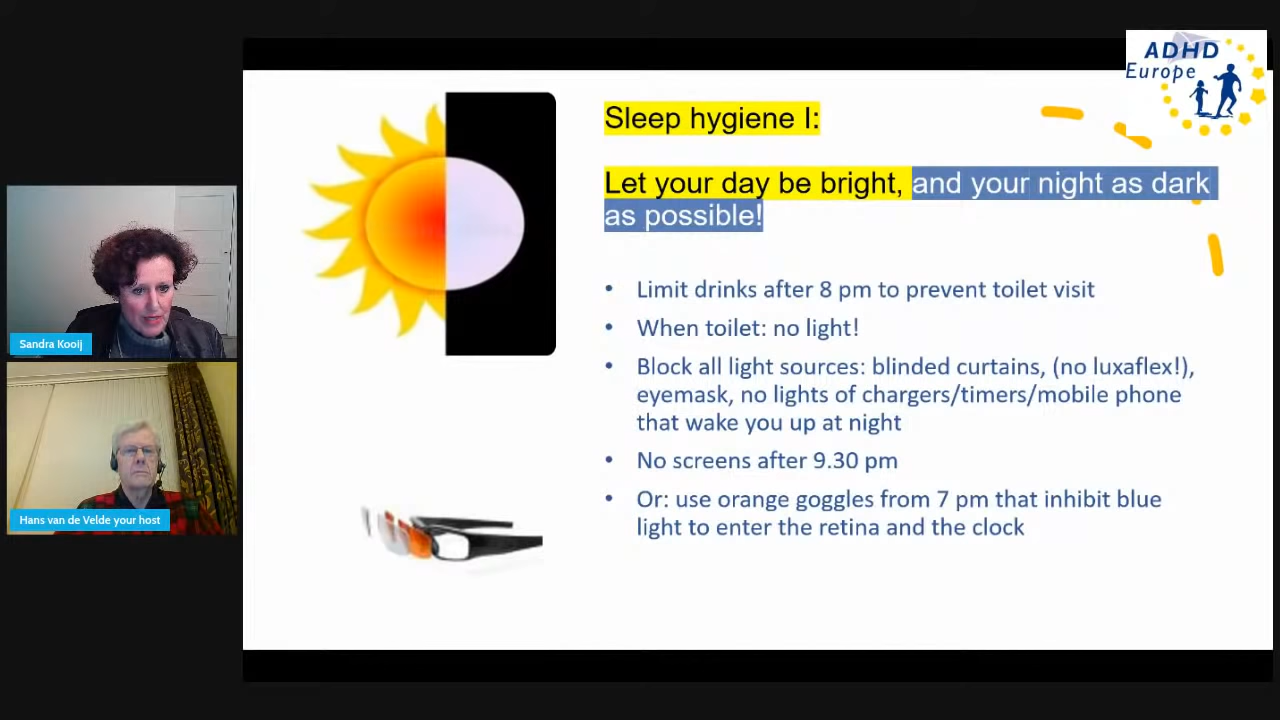 ADHD
Europe
Sleep hygiene I:
Let your day be bright, and your night as dark
as possible!
• Limit drinks after 8 pm to prevent toilet visit
• When toilet: no light!
• Block all light sources: blinded curtains, (no luxaflex!),
eyemask, no lights of chargers/timers/mobile phone
that wake you up at night
• No screens after 9.30 pm
• Or: use orange goggles from 7 pm that inhibit blue
light to enter the retina and the clock
Sandra Kooij
Hans van de Velde your host